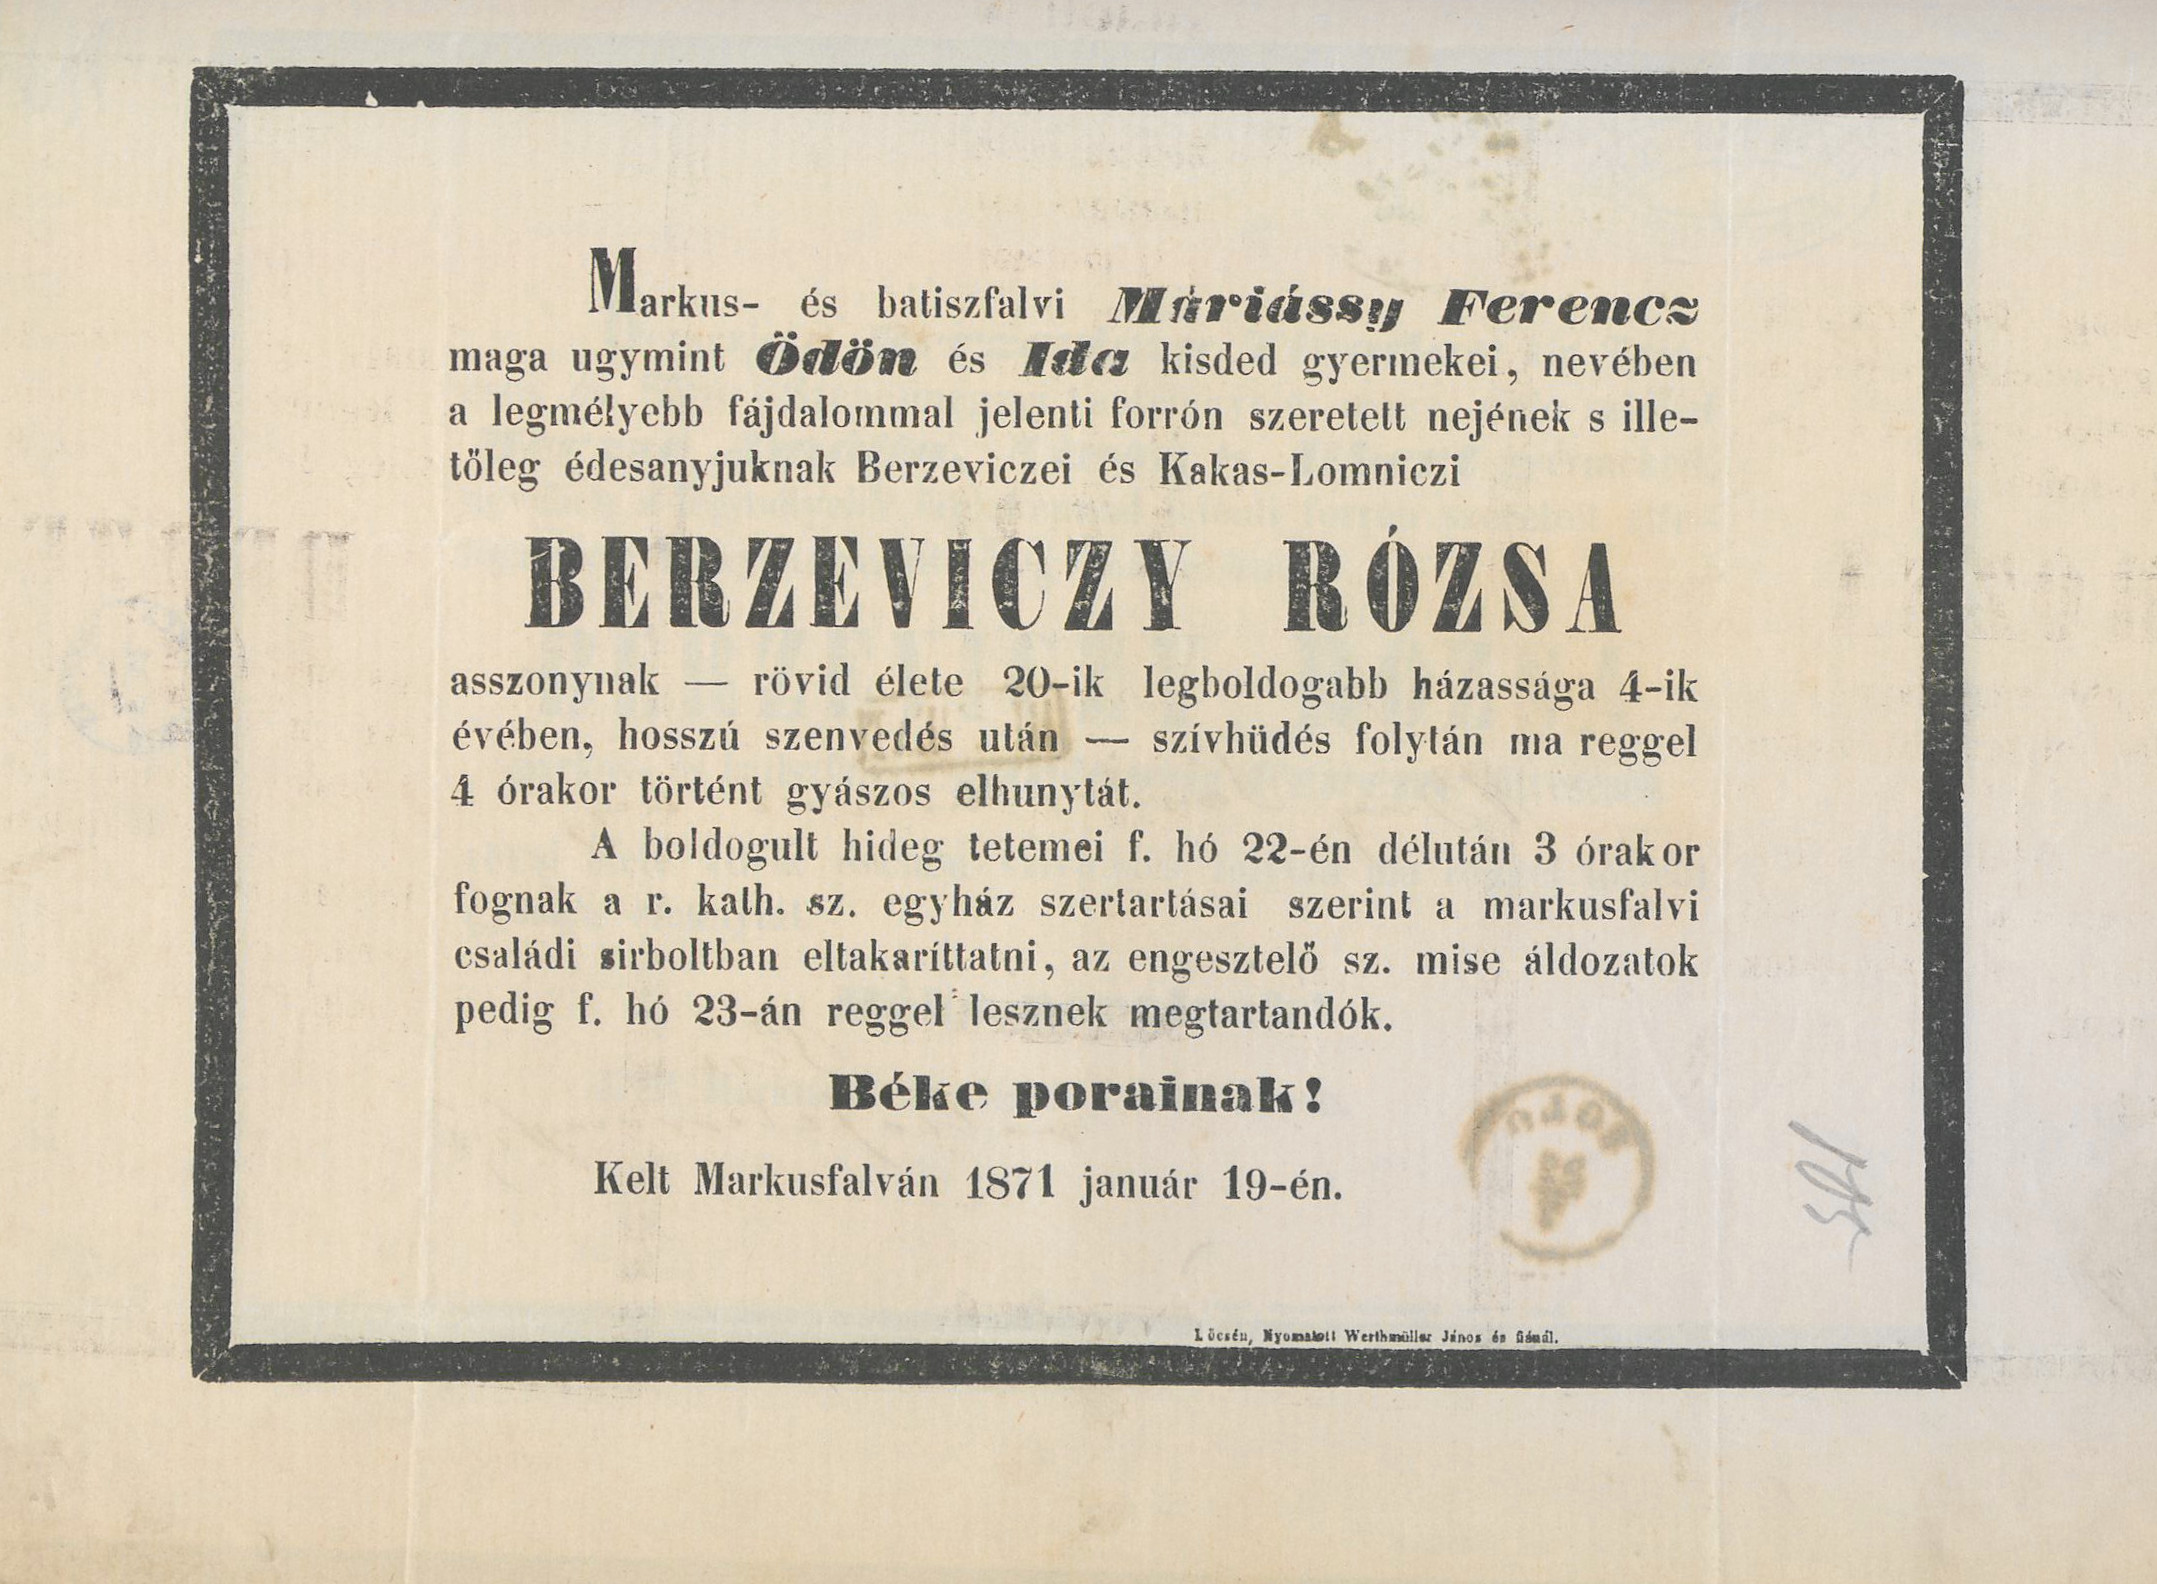 Markus- és batiszfalvi Máriássy Ferencz
maga ugymint Ödön és Ida kisded gyermekei, nevében
a legmélyebb fájdalommal jelenti forrón szeretett nejének s ille-
tőleg édesanyjuknak Berzeviczei és Kakas-Lomniczi
BERZEVICZY RÓZSA
asszonynak — rövid élete 20-ik legboldogabb házassága 4-ik
évében, hosszú szenvedés után — szívhüdés folytán ma reggel
4 órakor történt gyászos elhunytát.
A boldogult hideg tetemei f. hó 22-én délután 3 órakor
fognak a r. kath. sz. egyház szertartásai szerint a markusfalvi
családi sirboltban eltakaríttatni, az engesztelő sz. mise áldozatok
pedig f. hó 23-án reggel lesznek megtartandók.
Béke porainak!
Kelt Markusfalván 1871 január 19-én.
Lőcsén, Nyomatott Werthmüller János és fiánál.